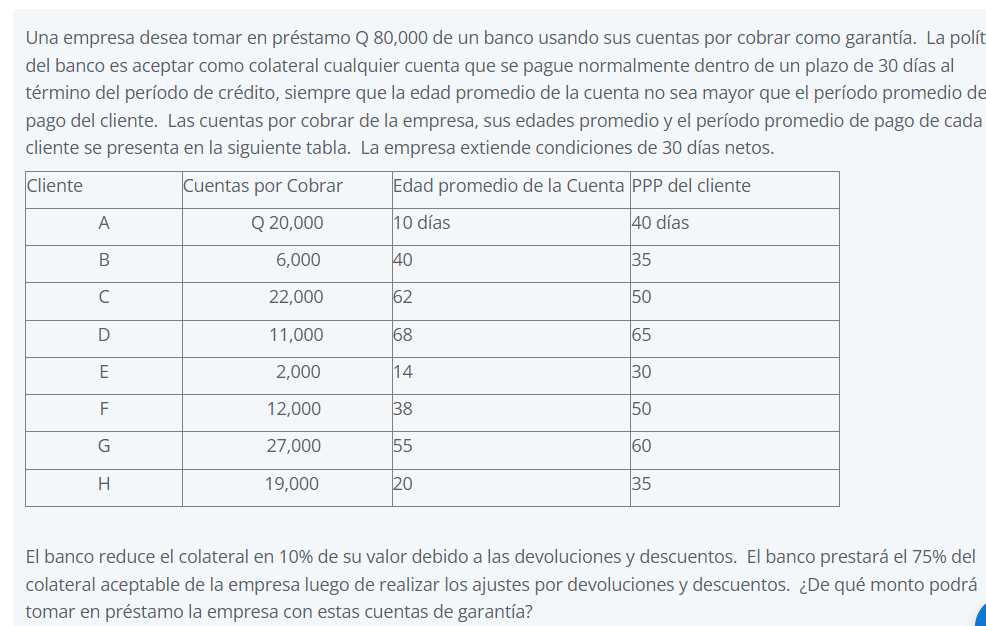 Una empresa desea tomar en préstamo Q 80,000 de un banco usando sus cuentas por cobrar como garantía. La polít
del banco es aceptar como colateral cualquier cuenta que se pague normalmente dentro de un plazo de 30 días al
término del período de crédito, siempre que la edad promedio de la cuenta no sea mayor que el período promedio de
pago del cliente. Las cuentas por cobrar de la empresa, sus edades promedio y el período promedio de pago de cada
cliente se presenta en la siguiente tabla. La empresa extiende condiciones de 30 días netos.
Cliente Cuentas por Cobrar Edad promedio de la Cuenta PPP del cliente
A Q 20,000 10 días 40 días
B 6,000 40 35
C 22,000 62 50
D 11,000 68 65
E 2,000 14 30
F 12,000 38 50
G 27,000 55 60
H 19,000 20 35
El banco reduce el colateral en 10% de su valor debido a las devoluciones y descuentos. El banco prestará el 75% del
colateral aceptable de la empresa luego de realizar los ajustes por devoluciones y descuentos. ¿De qué monto podrá
tomar en préstamo la empresa con estas cuentas de garantía?